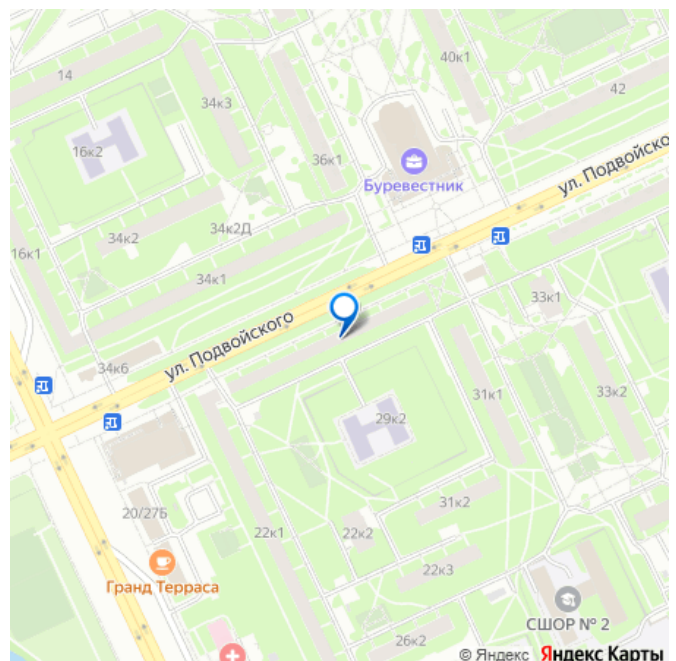 40к1
14
42
34к3
ул. Подвойско
16к2
36к1
Буревестник
34к2Д
34к2
16к1
34к1
33к1
ул. Подвойского
34к6
31к1
33к2
29к2
31к2
20/27Б
22к1
22к2
22к3
Гранд Терраса
СШОР № 2
26к2
© Яндекс Яндекс Карты